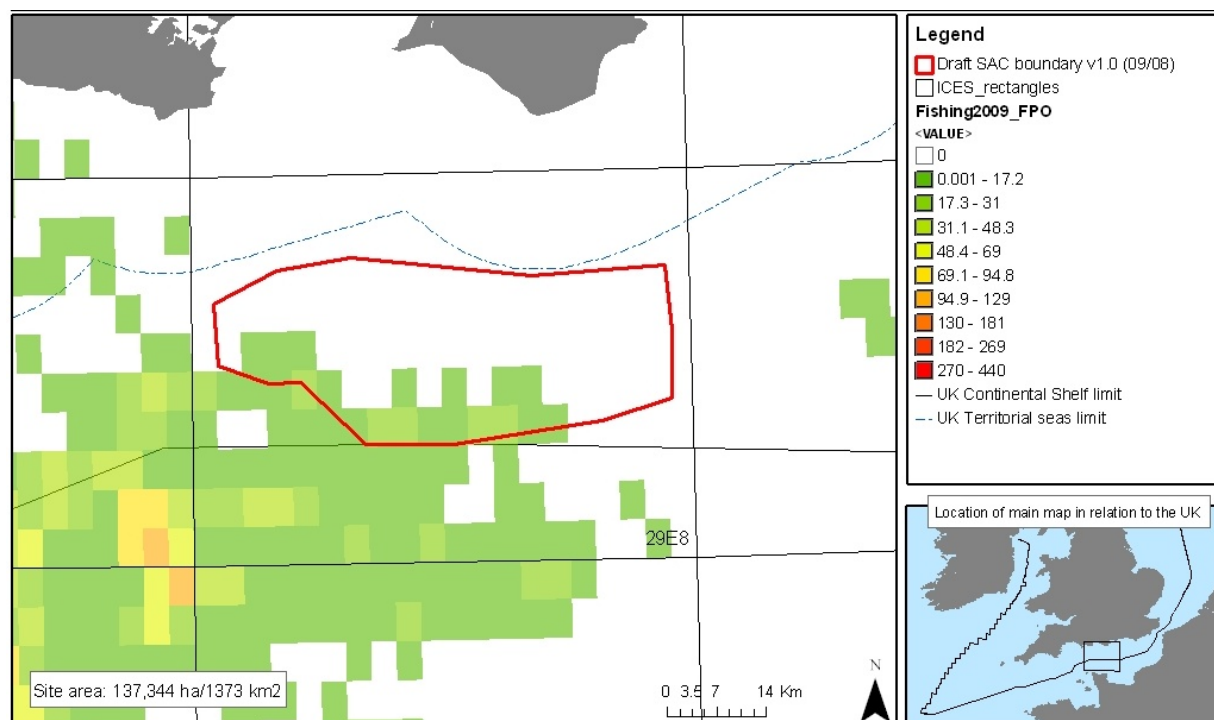 Legend
Draft SAC boundary v1.0 (09/08)
ICES_rectangles
Fishing2009_FPO
<VALUE>
0
0.001 - 17.2
17.3 - 31
31.1 - 48.3
48.4 - 69
69.1 - 94.8
94.9 - 129
130 - 181
182 - 269
270 - 440
UK Continental Shelf limit
UK Territorial seas limit
Location of main map in relation to the UK
29E8
Site area: 137,344 ha/1373 km2
0 3.5 7 14 Km
N